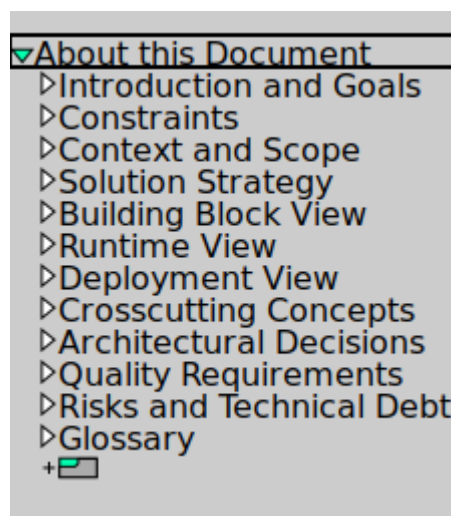 About this Document
Introduction and Goals
Constraints
Context and Scope
Solution Strategy
Building Block View
Runtime View
Deployment View
Crosscutting Concepts
Architectural Decisions
Quality Requirements
Risks and Technical Debt
Glossary
+